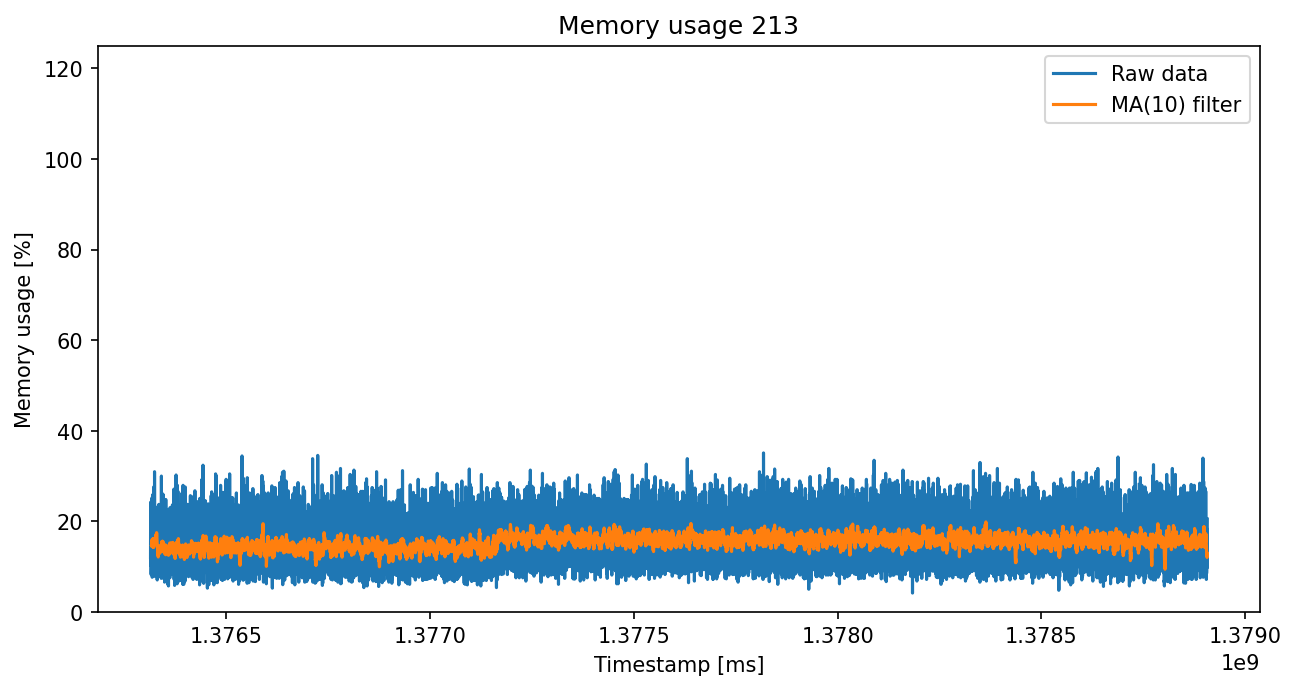 Memory usage 213
Raw data
MA(10) filter
Memory usage [%]
120
100
80
60
40
20
0
1.3765 1.3770 1.3775 1.3780 1.3785 1.3790
1e9
Timestamp [ms]